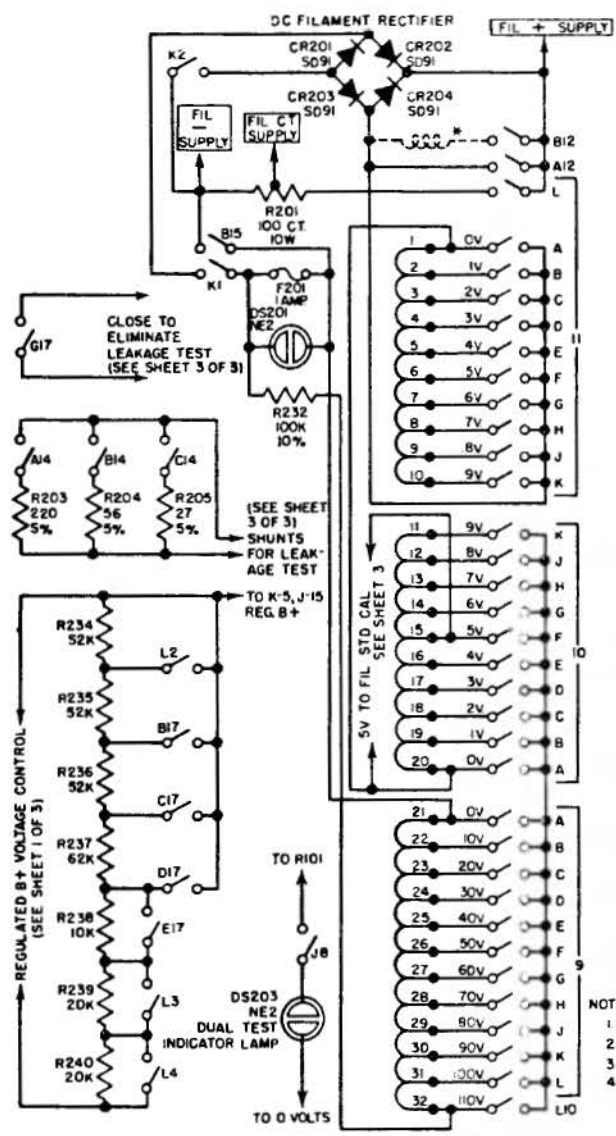 DC FILAMENT RECTIFIER
FIL + SUPPLY
CR201
SD91
CR202
SD91
K2
CR203
SD91
CR204
SD91
FIL
—
SUPPLY
FIL CT
SUPPLY
*
B12
A12
L
R201
100 CT.
10W
B15
K1
F201
1 AMP
DS201
NE2
R232
100K
10%
G17
CLOSE TO
ELIMINATE
LEAKAGE TEST
(SEE SHEET 3 OF 3)
1 0V A
2 1V B
3 2V C
4 3V D
5 4V E
6 5V F
7 6V G
8 7V H
9 8V J
10 9V K
11
A14
B14
C14
R203
220
5%
R204
56
5%
R205
27
5%
(SEE SHEET
3 OF 3)
SHUNTS
FOR LEAK-
AGE TEST
11 9V K
12 8V J
13 7V H
14 6V G
15 5V F
16 4V E
17 3V D
18 2V C
19 1V B
20 0V A
10
5V TO FIL STD CAL
SEE SHEET 3
TO K-5, J-15
REG. B+
REGULATED B+ VOLTAGE CONTROL
(SEE SHEET 1 OF 3)
R234
52K
L2
R235
52K
B17
R236
52K
C17
R237
62K
D17
R238
10K
E17
R239
20K
L3
R240
20K
L4
TO R101
J8
DS203
NE2
DUAL TEST
INDICATOR LAMP
TO 0 VOLTS
21 0V A
22 10V B
23 20V C
24 30V D
25 40V E
26 50V F
27 60V G
28 70V H
29 80V J
30 90V K
31 100V L
32 110V L10
9
NOT
1
2
3
4